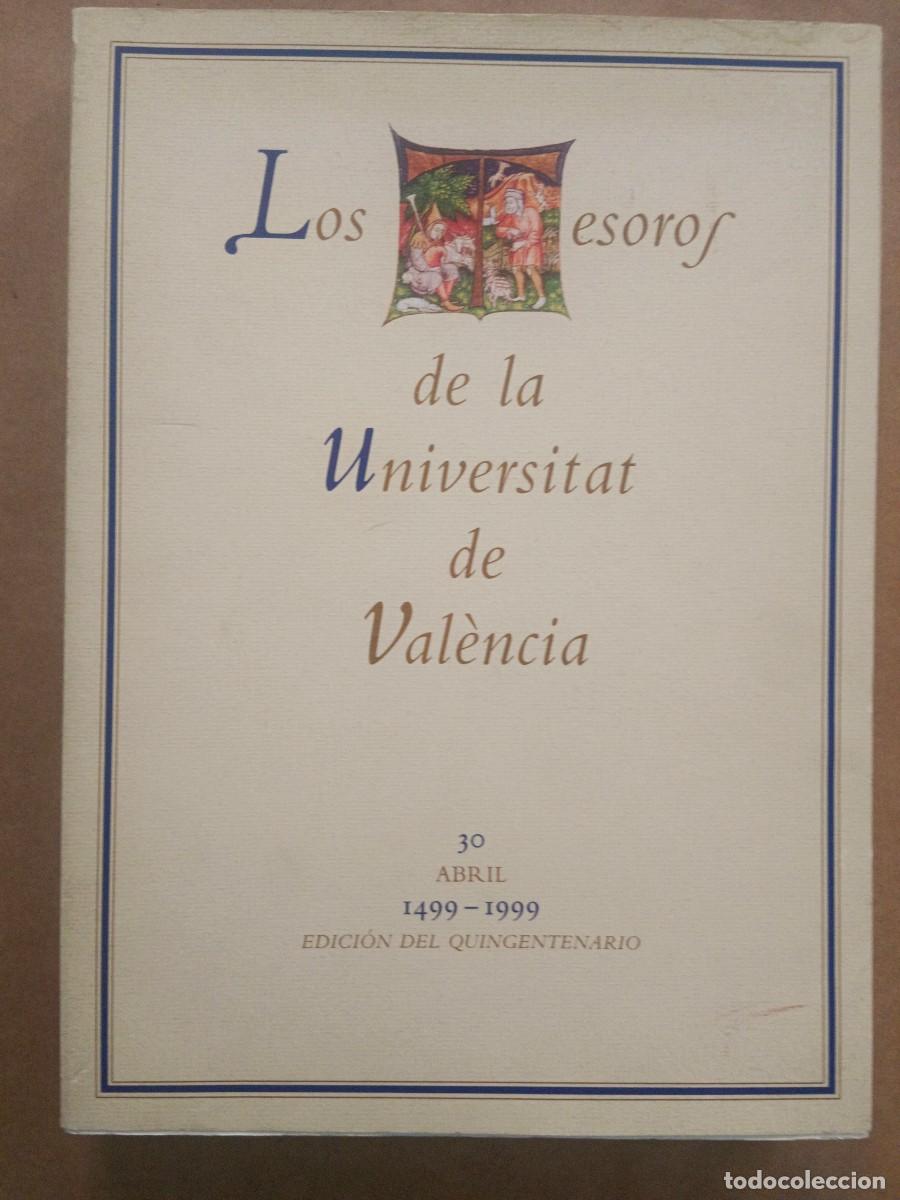 Los Tesoros
de la
Universitat
de
València
30
ABRIL
1499–1999
EDICIÓN DEL QUINGENTENARIO
todocoleccion